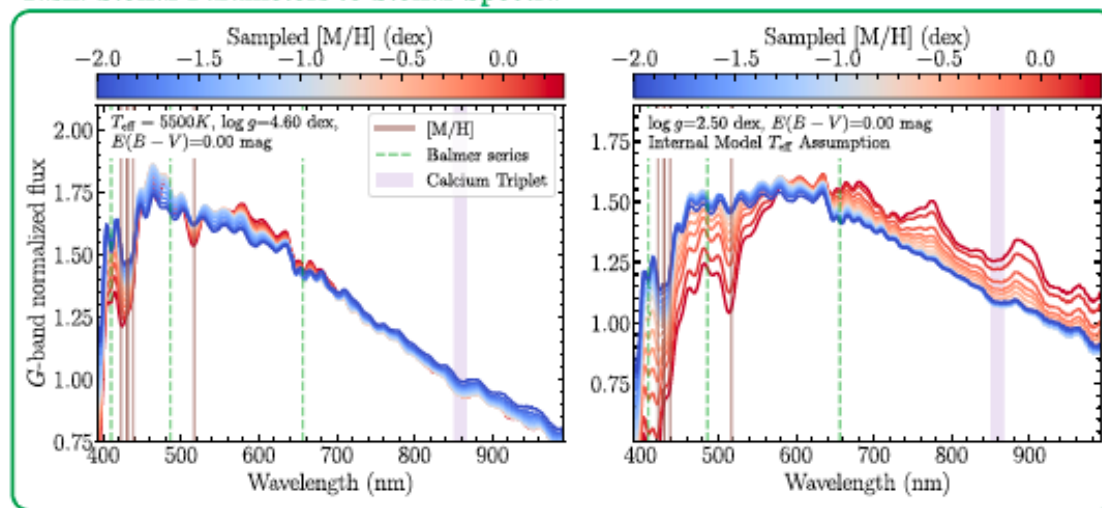 Sampled [M/H] (dex)
−2.0 −1.5 −1.0 −0.5 0.0
T_eff = 5500K, log g=4.60 dex,
E(B − V)=0.00 mag
[M/H]
Balmer series
Calcium Triplet
G-band normalized flux
2.00
1.75
1.50
1.25
1.00
0.75
400 500 600 700 800 900
Wavelength (nm)
Sampled [M/H] (dex)
−2.0 −1.5 −1.0 −0.5 0.0
log g=2.50 dex, E(B − V)=0.00 mag
Internal Model T_eff Assumption
1.75
1.50
1.25
1.00
0.75
400 500 600 700 800 900
Wavelength (nm)